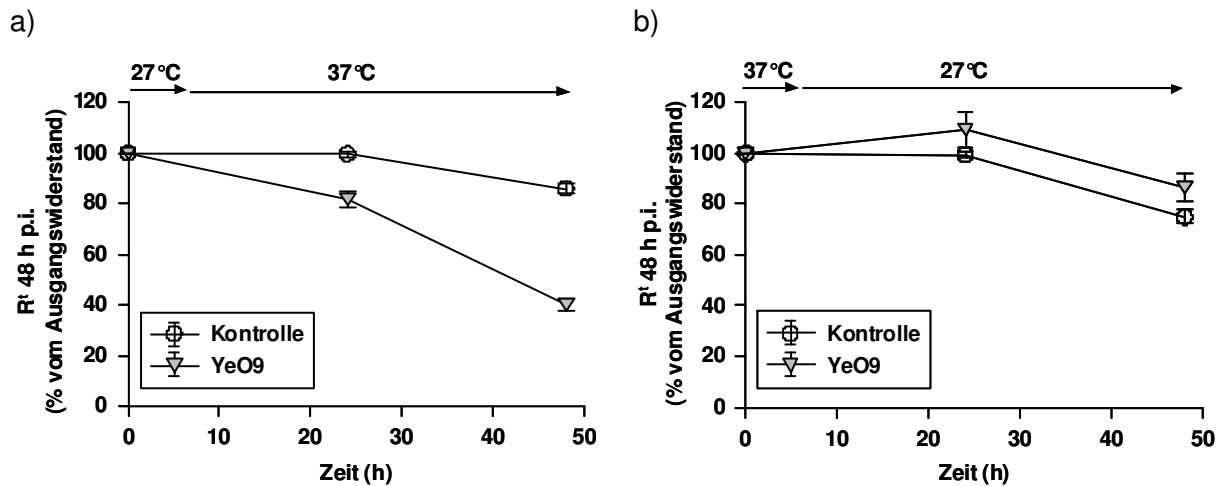 a)
27°C 37°C
120
100
80
60
40
20
0
Rᵗ 48 h p.i.
(% vom Ausgangswiderstand)
Kontrolle
YeO9
0 10 20 30 40 50
Zeit (h)
b)
37°C 27°C
120
100
80
60
40
20
0
Rᵗ 48 h p.i.
(% vom Ausgangswiderstand)
Kontrolle
YeO9
0 10 20 30 40 50
Zeit (h)